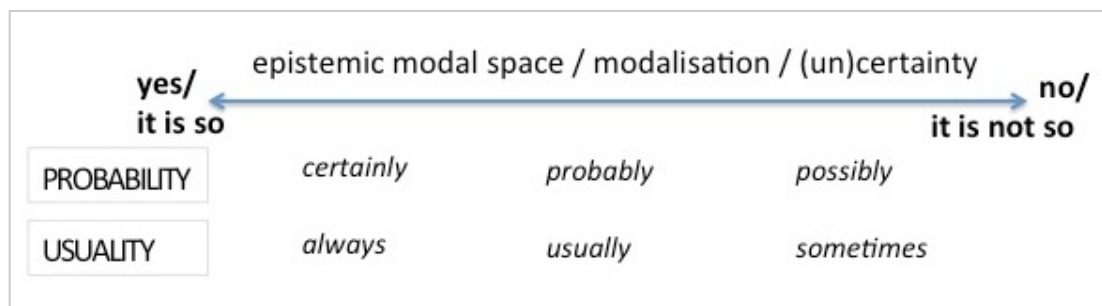 epistemic modal space / modalisation / (un)certainty
yes/
it is so
no/
it is not so
PROBABILITY certainly probably possibly
USUALITY always usually sometimes